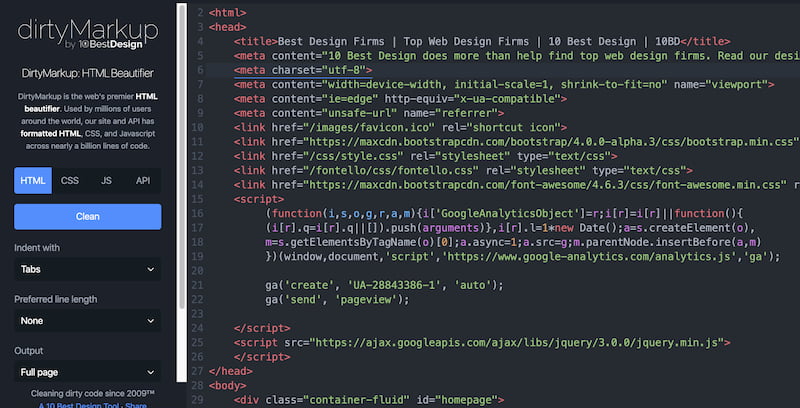 dirtyMarkup
by 10BestDesign
DirtyMarkup: HTML Beautifier
DirtyMarkup is the web's premier HTML
beautifier. Used by millions of users
around the world, our site and API has
formatted HTML, CSS, and Javascript
across nearly a billion lines of code.
HTML CSS JS API
Clean
Indent with
Tabs
Preferred line length
None
Output
Full page
Cleaning dirty code since 2009™
A 10 Best Design Tool · Share
2 <html>
3 <head>
4 <title>Best Design Firms | Top Web Design Firms | 10 Best Design | 10BD</title>
5 <meta content="10 Best Design does more than help find top web design firms. Read our desi
6 <meta charset="utf-8">
7 <meta content="width=device-width, initial-scale=1, shrink-to-fit=no" name="viewport">
8 <meta content="ie=edge" http-equiv="x-ua-compatible">
9 <meta content="unsafe-url" name="referrer">
10 <link href="/images/favicon.ico" rel="shortcut icon">
11 <link href="https://maxcdn.bootstrapcdn.com/bootstrap/4.0.0-alpha.3/css/bootstrap.min.css"
12 <link href="/css/style.css" rel="stylesheet" type="text/css">
13 <link href="/fontello/css/fontello.css" rel="stylesheet" type="text/css">
14 <link href="https://maxcdn.bootstrapcdn.com/font-awesome/4.6.3/css/font-awesome.min.css" r
15 <script>
16 (function(i,s,o,g,r,a,m){i['GoogleAnalyticsObject']=r;i[r]=i[r]||function(){
17 (i[r].q=i[r].q||[]).push(arguments)},i[r].l=1*new Date();a=s.createElement(o),
18 m=s.getElementsByTagName(o)[0];a.async=1;a.src=g;m.parentNode.insertBefore(a,m)
19 })(window,document,'script','https://www.google-analytics.com/analytics.js','ga');
20
21 ga('create', 'UA-28843386-1', 'auto');
22 ga('send', 'pageview');
23
24 </script>
25 <script src="https://ajax.googleapis.com/ajax/libs/jquery/3.0.0/jquery.min.js">
26 </script>
27 </head>
28 <body>
29 <div class="container-fluid" id="homepage">